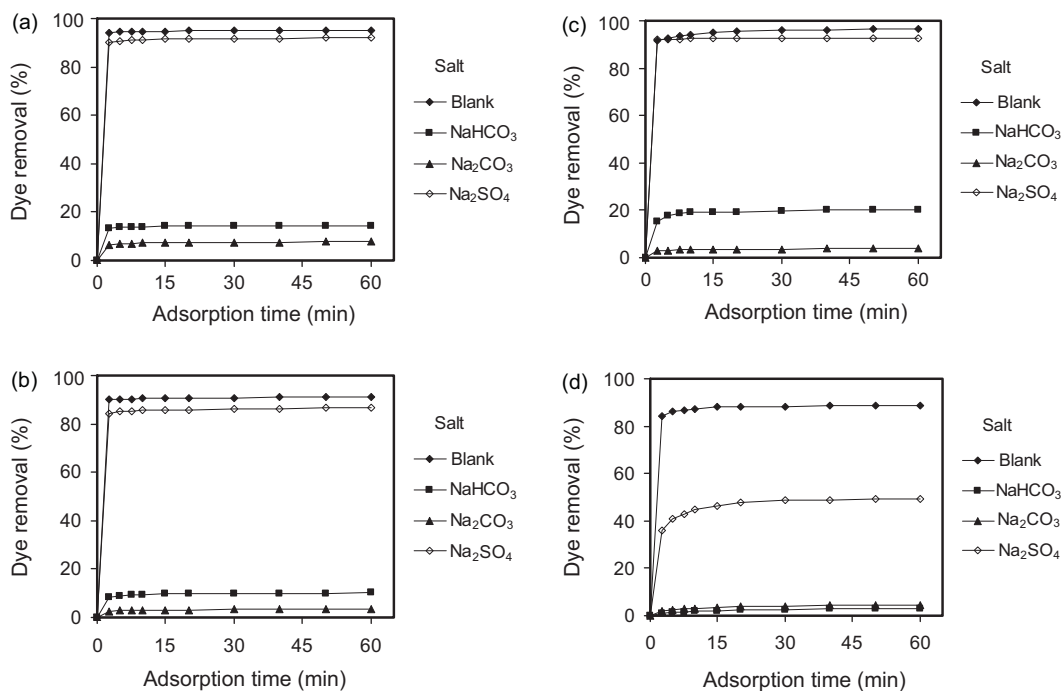 (a)
100
80
60
40
20
0
Dye removal (%)
0 15 30 45 60
Adsorption time (min)
Salt
Blank
NaHCO₃
Na₂CO₃
Na₂SO₄
(c)
100
80
60
40
20
0
Dye removal (%)
0 15 30 45 60
Adsorption time (min)
Salt
Blank
NaHCO₃
Na₂CO₃
Na₂SO₄
(b)
100
80
60
40
20
0
Dye removal (%)
0 15 30 45 60
Adsorption time (min)
Salt
Blank
NaHCO₃
Na₂CO₃
Na₂SO₄
(d)
100
80
60
40
20
0
Dye removal (%)
0 15 30 45 60
Adsorption time (min)
Salt
Blank
NaHCO₃
Na₂CO₃
Na₂SO₄